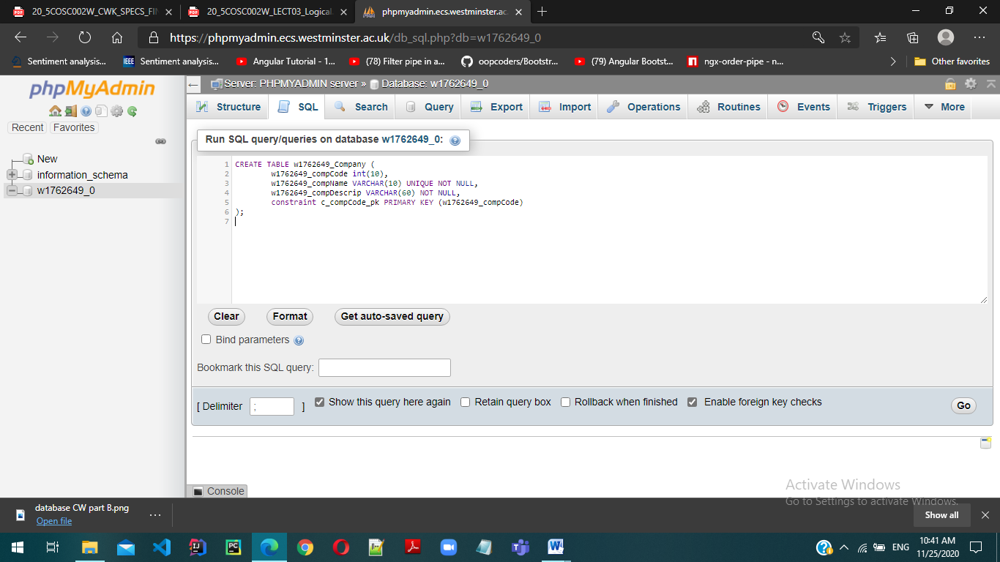 20_5COSC002W_CWK_SPECS_FIN
20_5COSC002W_LECT03_Logical
phpmyadmin.ecs.westminster.ac.
https://phpmyadmin.ecs.westminster.ac.uk/db_sql.php?db=w1762649_0
Sentiment analysis...
IEEE Sentiment analysis...
Angular Tutorial - 1...
(78) Filter pipe in a...
oopcoders/Bootstr...
(79) Angular Bootst...
ngx-order-pipe - n...
Other favorites
phpMyAdmin
Recent Favorites
New
information_schema
w1762649_0
Server: PHPMYADMIN server » Database: w1762649_0
Structure SQL Search Query Export Import Operations Routines Events Triggers More
Run SQL query/queries on database w1762649_0:
1 CREATE TABLE w1762649_Company (
2 w1762649_compCode int(10),
3 w1762649_compName VARCHAR(10) UNIQUE NOT NULL,
4 w1762649_compDescrip VARCHAR(60) NOT NULL,
5 constraint c_compCode_pk PRIMARY KEY (w1762649_compCode)
6 );
7
Clear Format Get auto-saved query
Bind parameters
Bookmark this SQL query:
[ Delimiter ; ] Show this query here again Retain query box Rollback when finished Enable foreign key checks Go
Console
Activate Windows
Go to Settings to activate Windows.
database CW part B.png
Open file
Show all
ENG
10:41 AM
11/25/2020